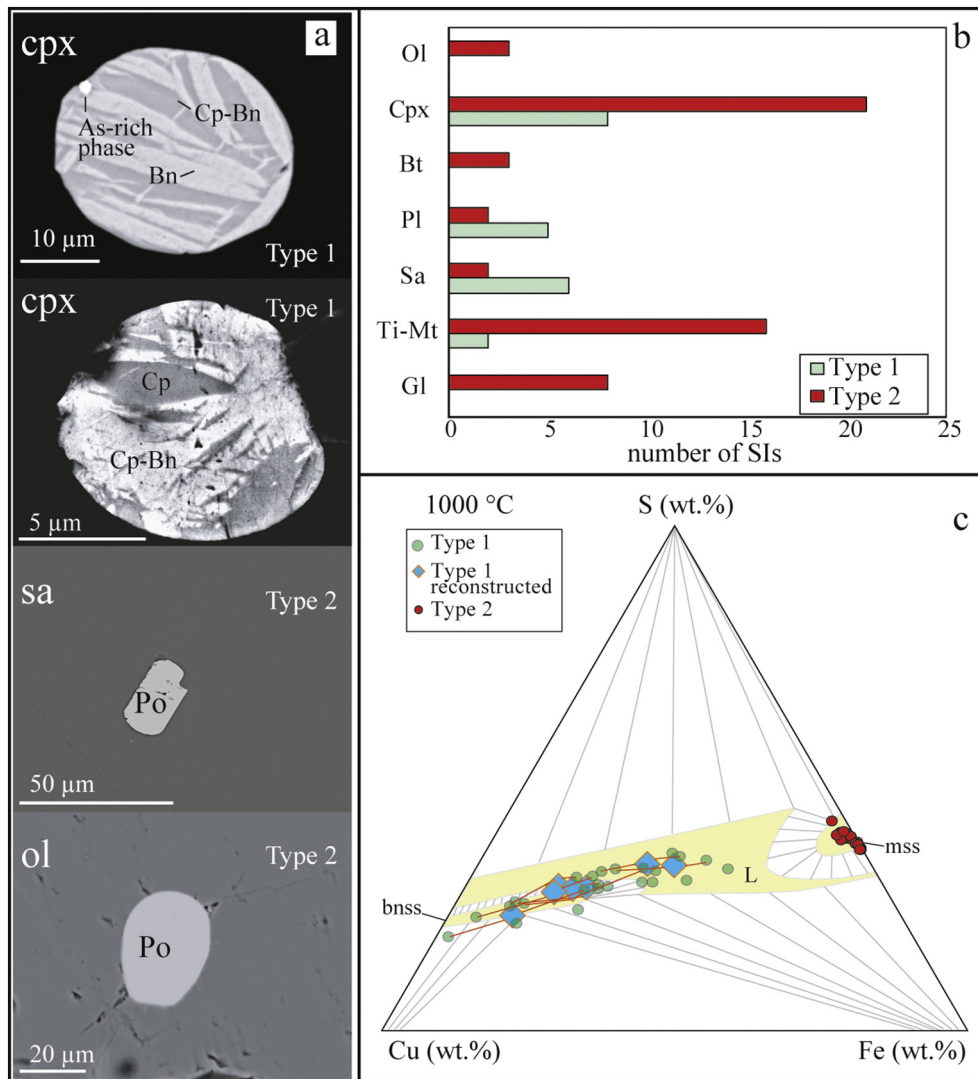 cpx
a
Cp-Bn
As-rich
phase
Bn
10 µm
Type 1
cpx
Type 1
Cp
Cp-Bn
5 µm
sa
Type 2
Po
50 µm
ol
Type 2
Po
20 µm
b
Ol
Cpx
Bt
Pl
Sa
Ti-Mt
Gl
Type 1
Type 2
0 5 10 15 20 25
number of SIs
c
1000 °C
S (wt.%)
Type 1
Type 1
reconstructed
Type 2
mss
L
bnss
Cu (wt.%)
Fe (wt.%)